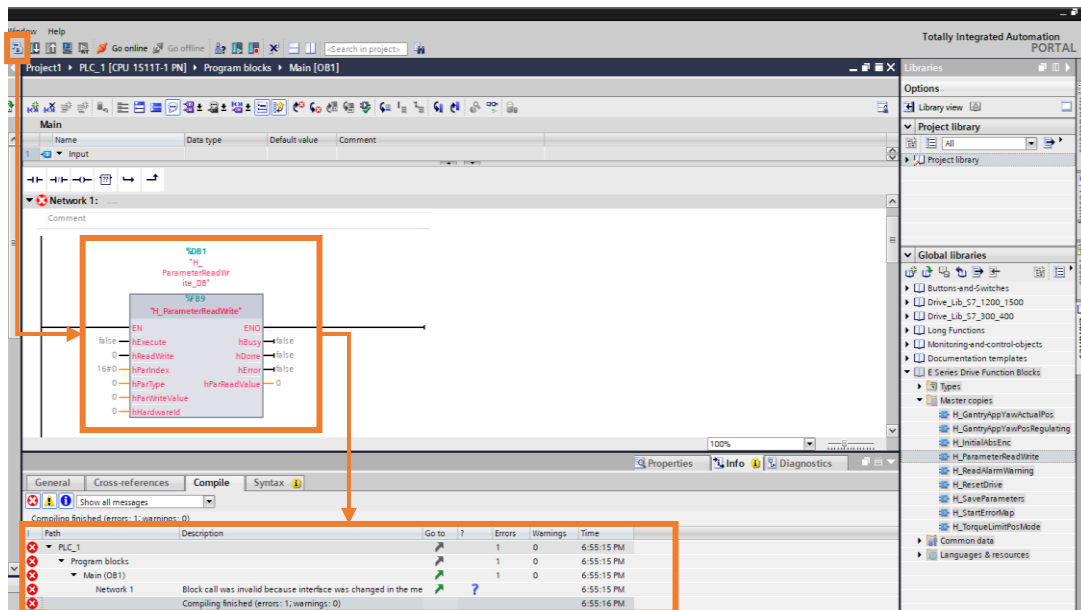 Window Help
Totally Integrated Automation
PORTAL
Go online Go offline <Search in project>
Project1 PLC_1 [CPU 1511T-1 PN] Program blocks Main [OB1]
Libraries
Options
Library view
Main
Project library
Name Data type Default value Comment
All
1 Input
Project library
Network 1: ......
Comment
%DB1
"H_
ParameterReadWr
ite_DB"
%FB9
"H_ParameterReadWrite"
EN ENO
false hExecute hBusy false
0 hReadWrite hDone false
16#0 hParIndex hError false
0 hParType hParReadValue 0
0 hParWriteValue
0 hHardwareId
100%
Global libraries
Buttons-and-Switches
Drive_Lib_S7_1200_1500
Drive_Lib_S7_300_400
Long Functions
Monitoring-and-control-objects
Documentation templates
E Series Drive Function Blocks
Types
Master copies
H_GantryAppYawActualPos
H_GantryAppYawPosRegulating
H_InitialAbsEnc
H_ParameterReadWrite
H_ReadAlarmWarning
H_ResetDrive
H_SaveParameters
H_StartErrorMap
H_TorqueLimitPosMode
Common data
Languages & resources
Properties Info Diagnostics
General Cross-references Compile Syntax
Show all messages
Compiling finished (errors: 1; warnings: 0)
! Path Description Go to ? Errors Warnings Time
PLC_1 1 0 6:55:15 PM
Program blocks 1 0 6:55:15 PM
Main (OB1) 1 0 6:55:15 PM
Network 1 Block call was invalid because interface was changed in the me ? 6:55:15 PM
Compiling finished (errors: 1; warnings: 0) 6:55:16 PM